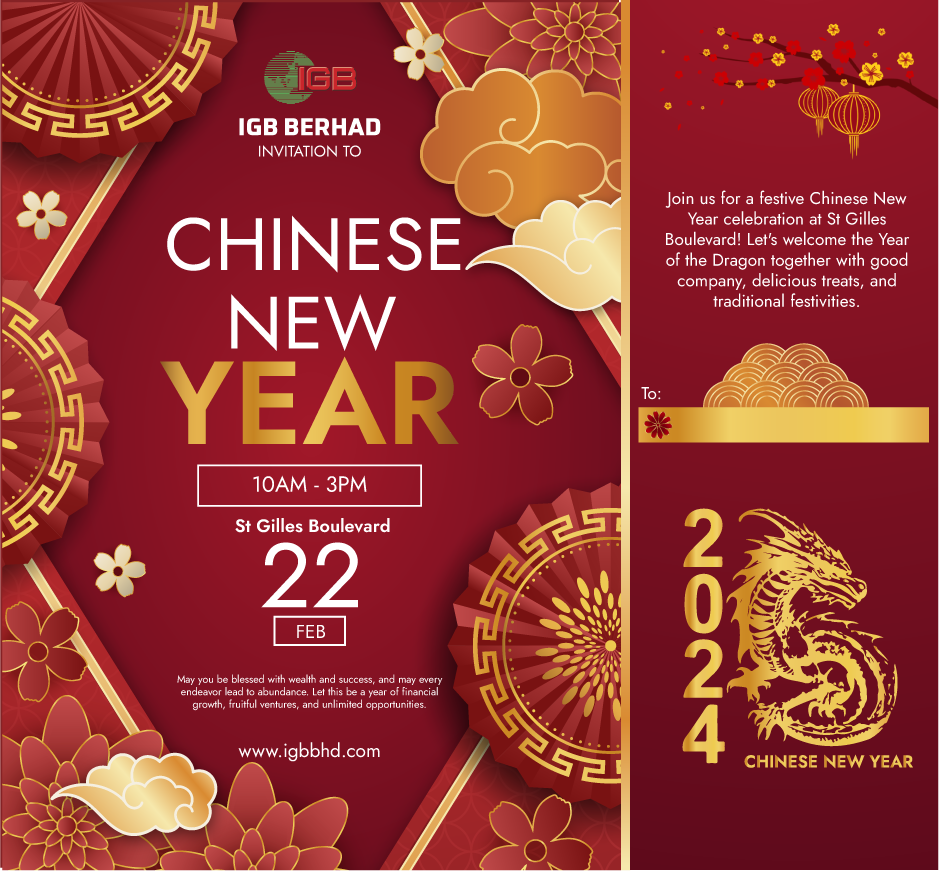 IGB
IGB BERHAD
INVITATION TO
CHINESE
NEW
YEAR
10AM - 3PM
St Gilles Boulevard
22
FEB
May you be blessed with wealth and success, and may every
endeavor lead to abundance. Let this be a year of financial
growth, fruitful ventures, and unlimited opportunities.
www.igbbhd.com
Join us for a festive Chinese New
Year celebration at St Gilles
Boulevard! Let's welcome the Year
of the Dragon together with good
company, delicious treats, and
traditional festivities.
To:
2
0
2
4
CHINESE NEW YEAR